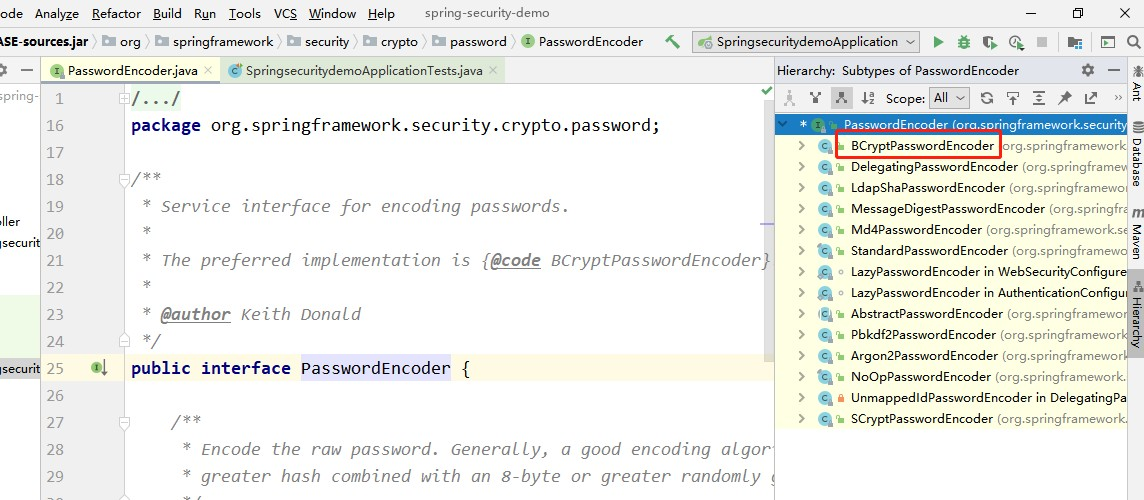 ode Analyze Refactor Build Run Tools VCS Window Help spring-security-demo
ASE-sources.jar org springframework security crypto password PasswordEncoder SpringsecuritydemoApplication
PasswordEncoder.java SpringsecuritydemoApplicationTests.java
spring-
oller
gsecurit
gsecurit
1 /.../
16 package org.springframework.security.crypto.password;
17
18 /**
19 * Service interface for encoding passwords.
20 *
21 * The preferred implementation is {@code BCryptPasswordEncoder}
22 *
23 * @author Keith Donald
24 */
25 public interface PasswordEncoder {
26
27 /**
28 * Encode the raw password. Generally, a good encoding algor
29 * greater hash combined with an 8-byte or greater randomly g
Hierarchy: Subtypes of PasswordEncoder
Scope: All
* PasswordEncoder (org.springframework.security
BCryptPasswordEncoder (org.springframework.
DelegatingPasswordEncoder (org.springframew
LdapShaPasswordEncoder (org.springframewor
MessageDigestPasswordEncoder (org.springfra
Md4PasswordEncoder (org.springframework.se
StandardPasswordEncoder (org.springframewo
LazyPasswordEncoder in WebSecurityConfigure
LazyPasswordEncoder in AuthenticationConfigu
AbstractPasswordEncoder (org.springframewor
Pbkdf2PasswordEncoder (org.springframework.
Argon2PasswordEncoder (org.springframework
NoOpPasswordEncoder (org.springframework.
UnmappedIdPasswordEncoder in DelegatingPa
SCryptPasswordEncoder (org.springframework
Ant
Database
Maven
Hierarchy